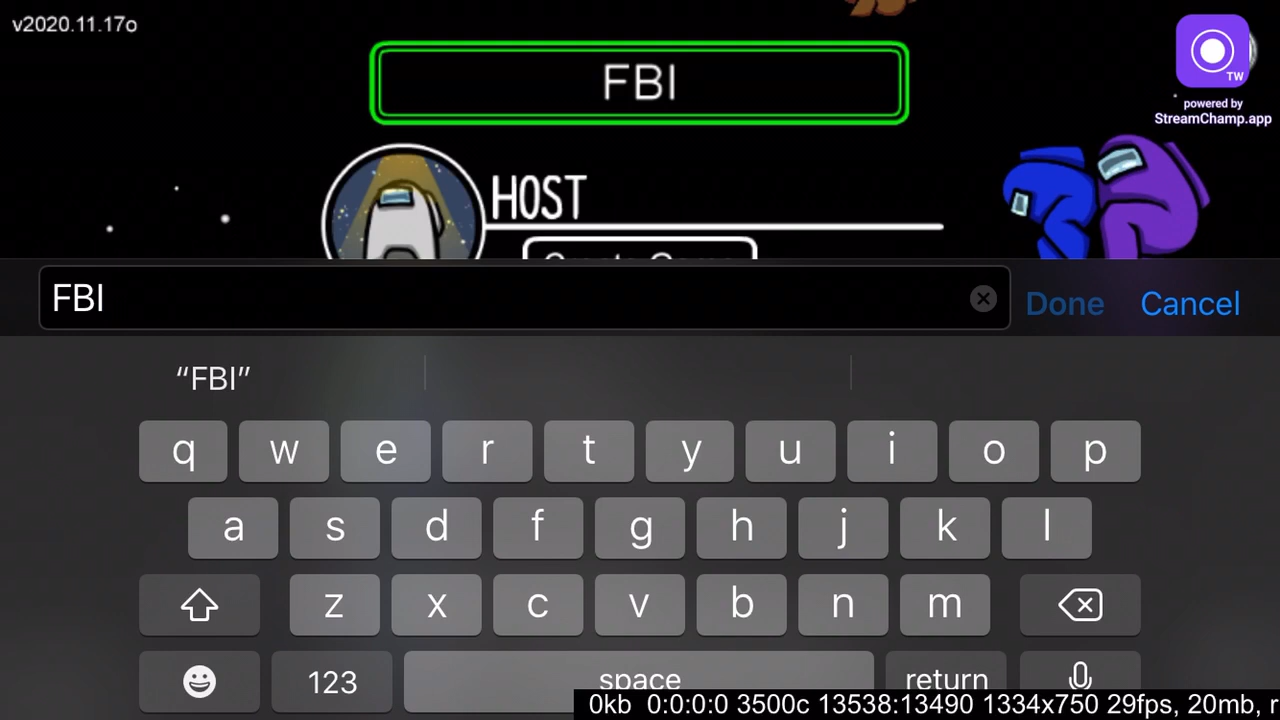 v2020.11.17o
FBI
TW
powered by
StreamChamp.app
HOST
FBI
Done
Cancel
“FBI”
q w e r t y u i o p
a s d f g h j k l
z x c v b n m
123 space return
0kb 0:0:0:0 3500c 13538:13490 1334x750 29fps, 20mb, r